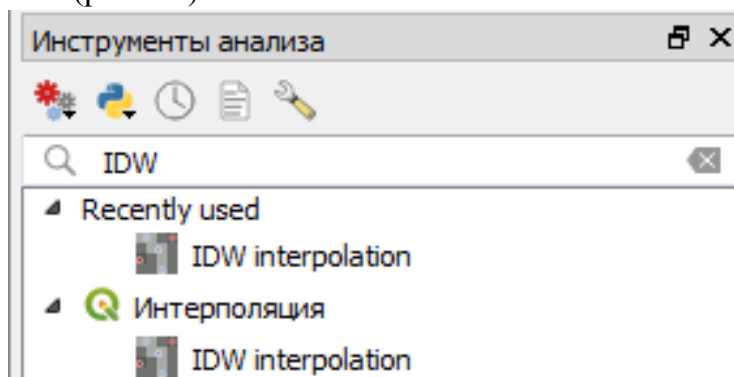 Инструменты анализа
IDW
Recently used
IDW interpolation
Интерполяция
IDW interpolation